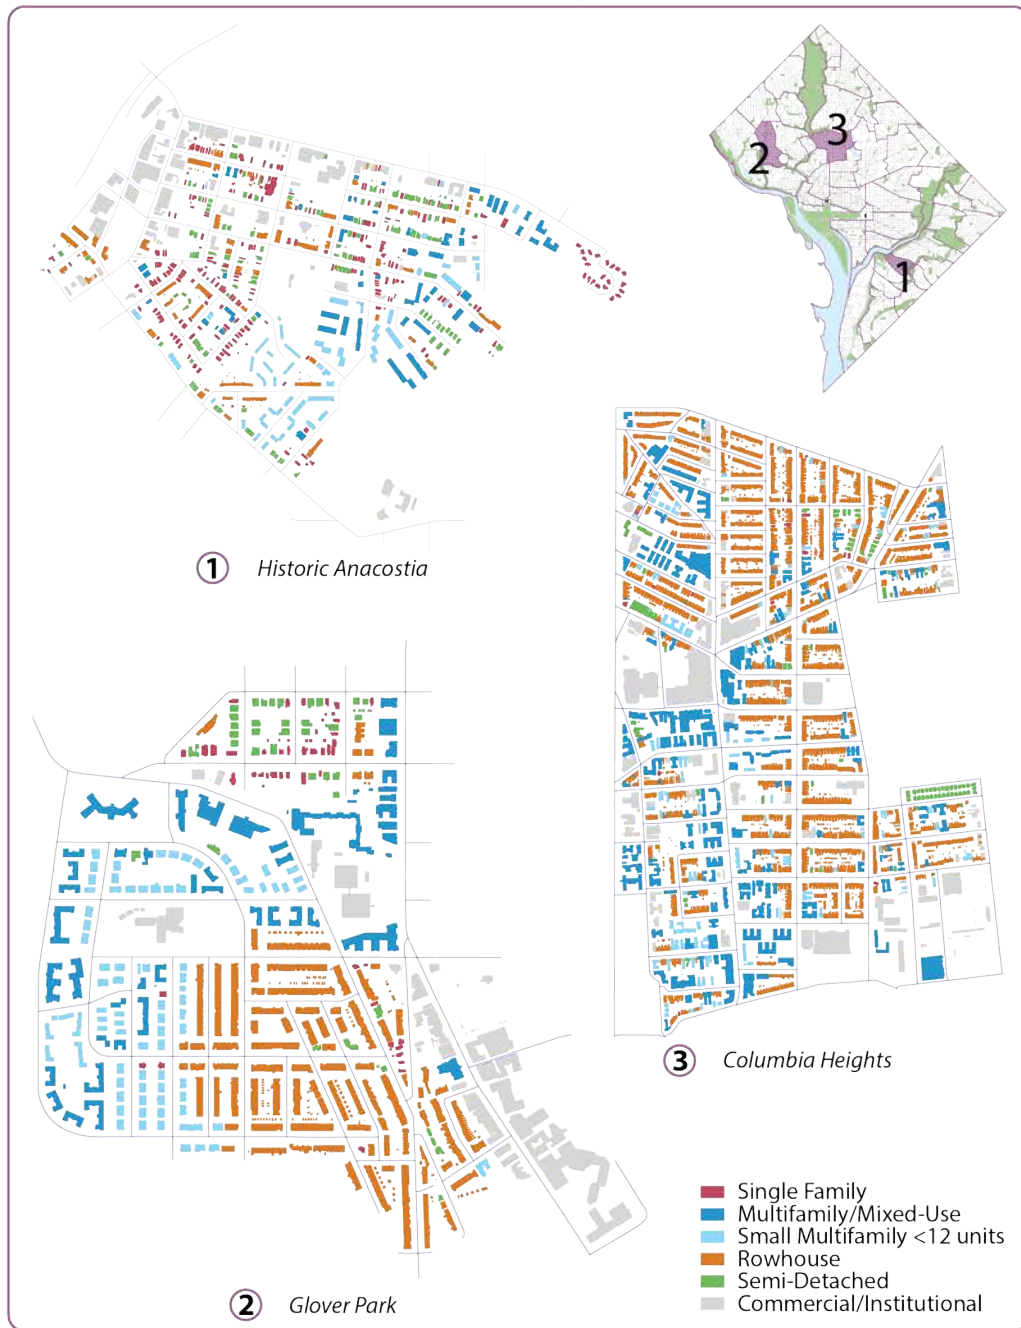 3
2
1
1 Historic Anacostia
3 Columbia Heights
Single Family
Multifamily/Mixed-Use
Small Multifamily <12 units
Rowhouse
Semi-Detached
Commercial/Institutional
2 Glover Park